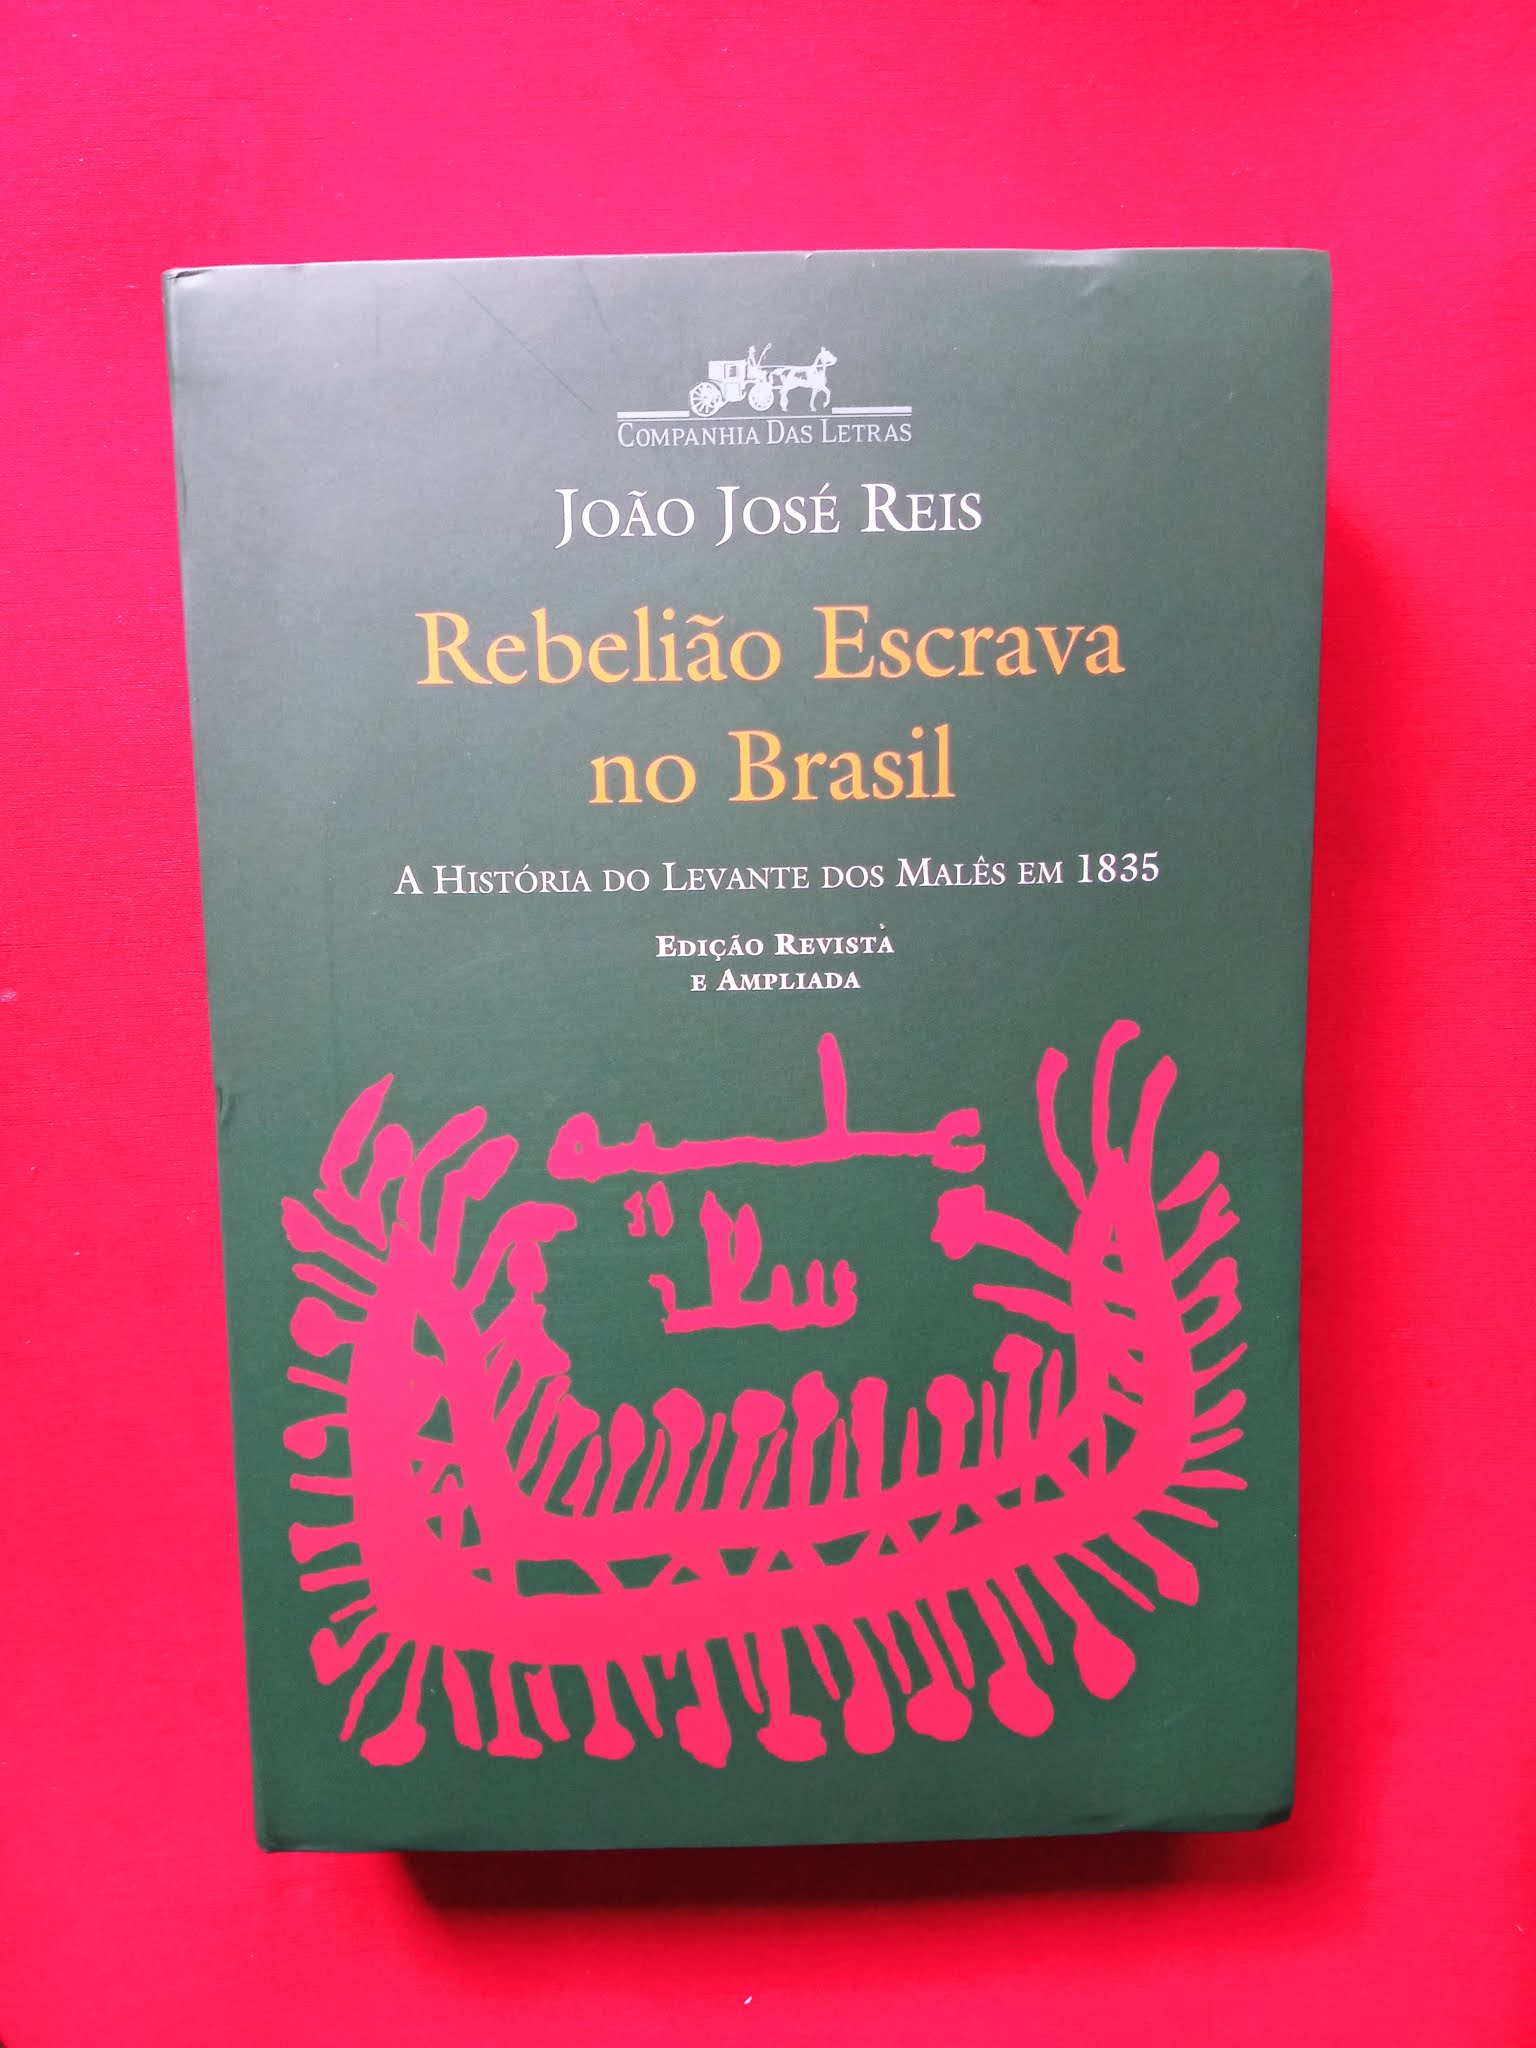 COMPANHIA DAS LETRAS
JOÃO JOSÉ REIS
Rebelião Escrava
no Brasil
A HISTÓRIA DO LEVANTE DOS MALÊS EM 1835
EDIÇÃO REVISTA
E AMPLIADA